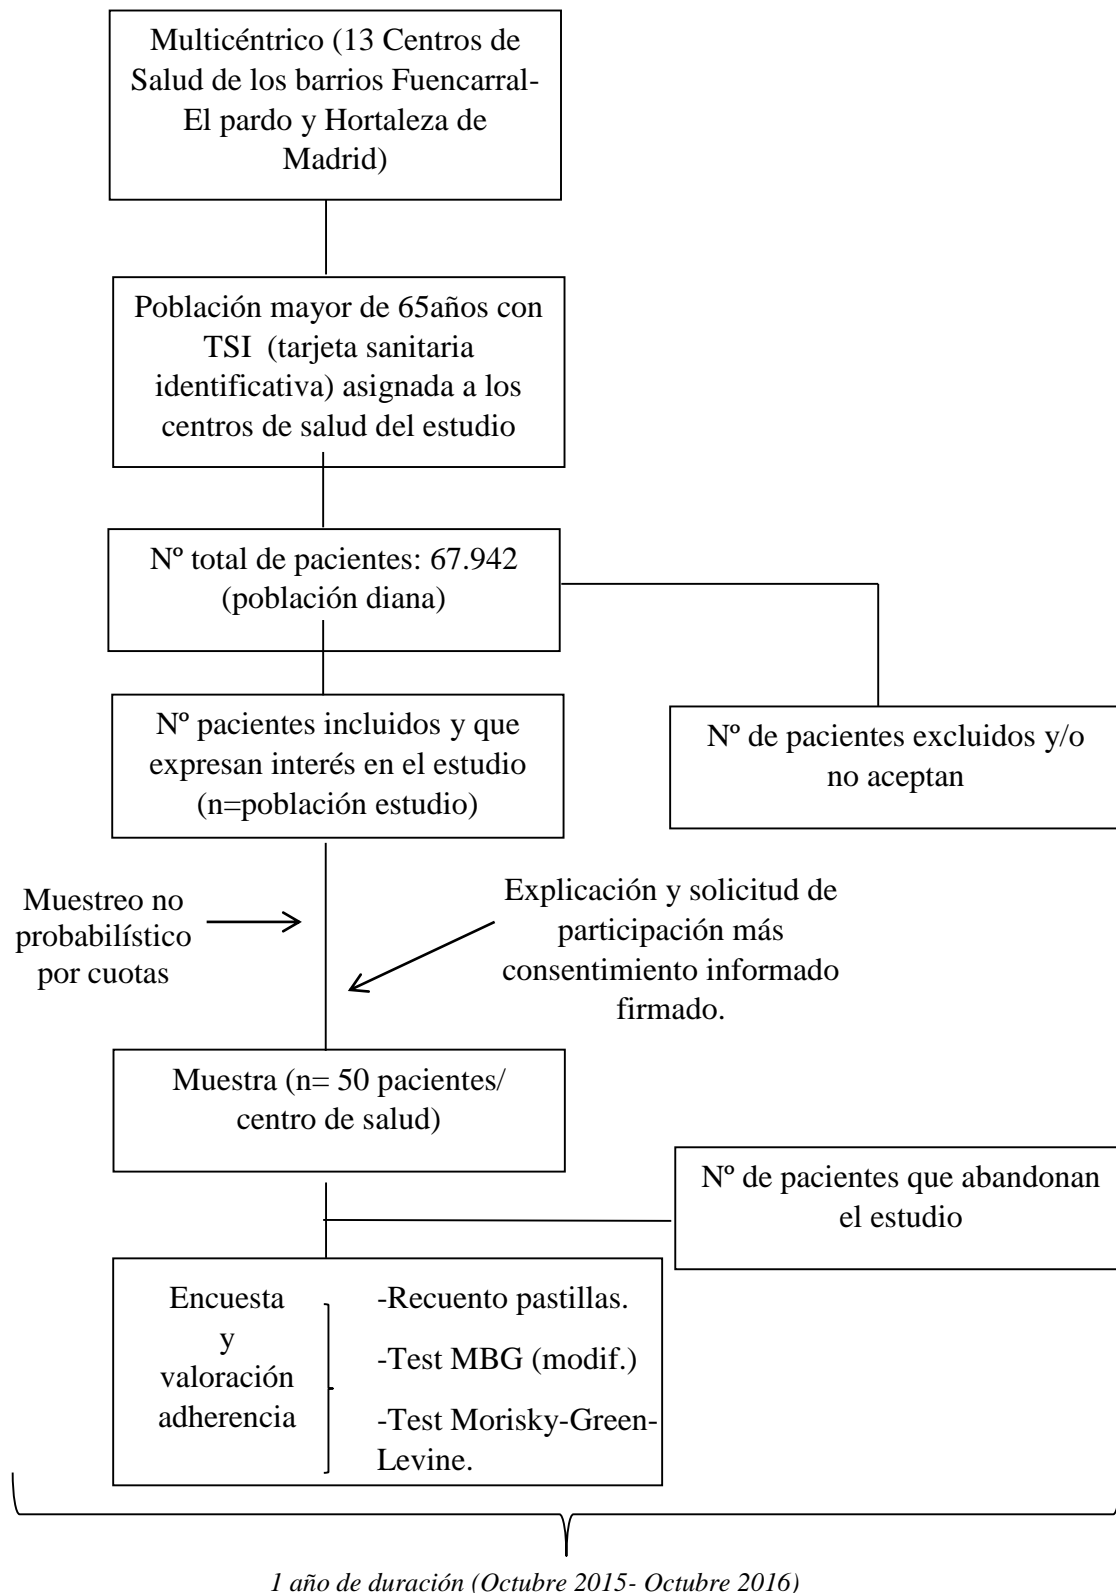 Multicéntrico (13 Centros de
Salud de los barrios Fuencarral-
El pardo y Hortaleza de
Madrid)
Población mayor de 65años con
TSI (tarjeta sanitaria
identificativa) asignada a los
centros de salud del estudio
Nº total de pacientes: 67.942
(población diana)
Nº pacientes incluidos y que
expresan interés en el estudio
(n=población estudio)
Nº de pacientes excluidos y/o
no aceptan
Muestreo no
probabilístico
por cuotas
Explicación y solicitud de
participación más
consentimiento informado
firmado.
Muestra (n= 50 pacientes/
centro de salud)
Nº de pacientes que abandonan
el estudio
Encuesta
y
valoración
adherencia
-Recuento pastillas.
-Test MBG (modif.)
-Test Morisky-Green-
Levine.
1 año de duración (Octubre 2015- Octubre 2016)